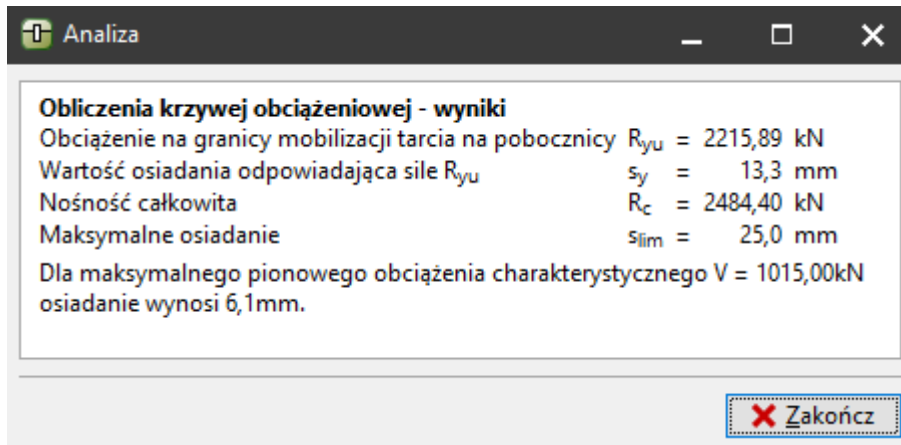 Analiza
Obliczenia krzywej obciążeniowej - wyniki
Obciążenie na granicy mobilizacji tarcia na pobocznicy Ryu = 2215,89 kN
Wartość osiadania odpowiadająca sile Ryu sy = 13,3 mm
Nośność całkowita Rc = 2484,40 kN
Maksymalne osiadanie slim = 25,0 mm
Dla maksymalnego pionowego obciążenia charakterystycznego V = 1015,00kN
osiadanie wynosi 6,1mm.
Zakończ